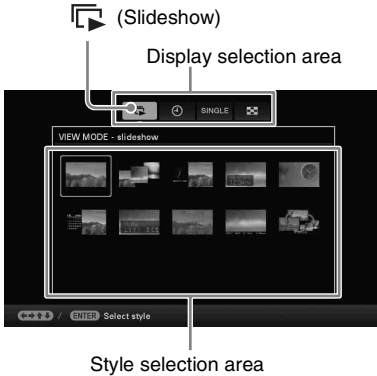 (Slideshow)
Display selection area
SINGLE
VIEW MODE - slideshow
/ ENTER Select style
Style selection area